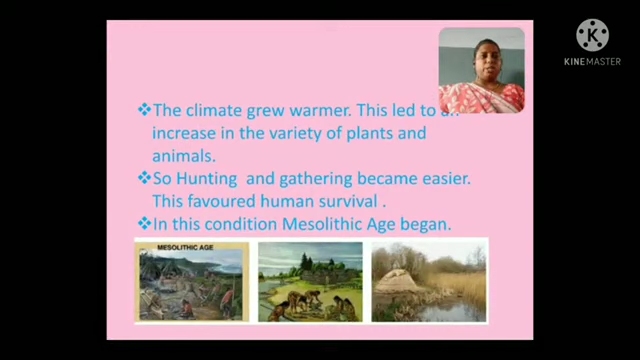 K
KINEMASTER
❖The climate grew warmer. This led to an
increase in the variety of plants and
animals.
❖So Hunting and gathering became easier.
This favoured human survival .
❖In this condition Mesolithic Age began.
MESOLITHIC AGE